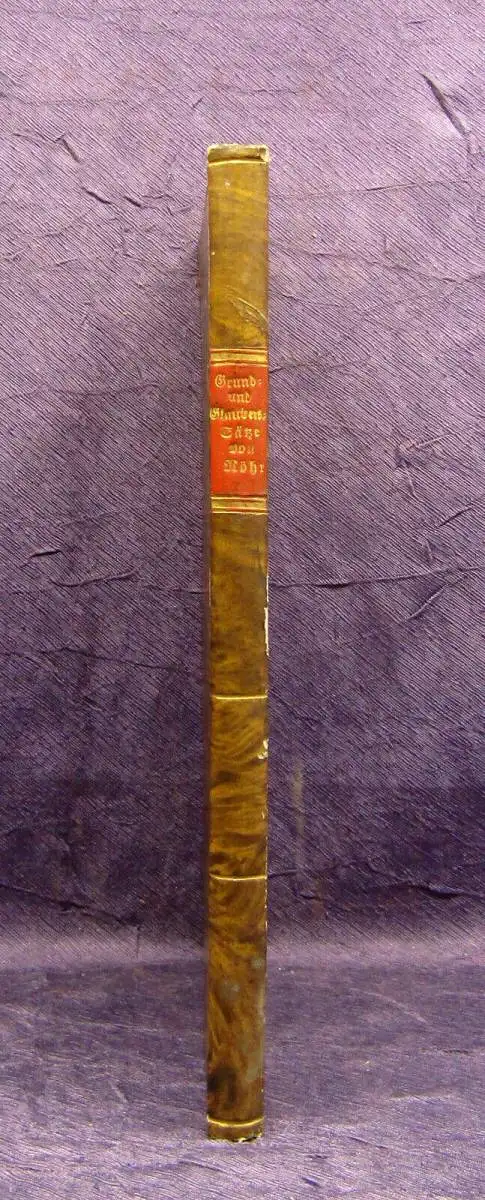 Grund-
und
Glaubens-
Sätze
von
Röhr